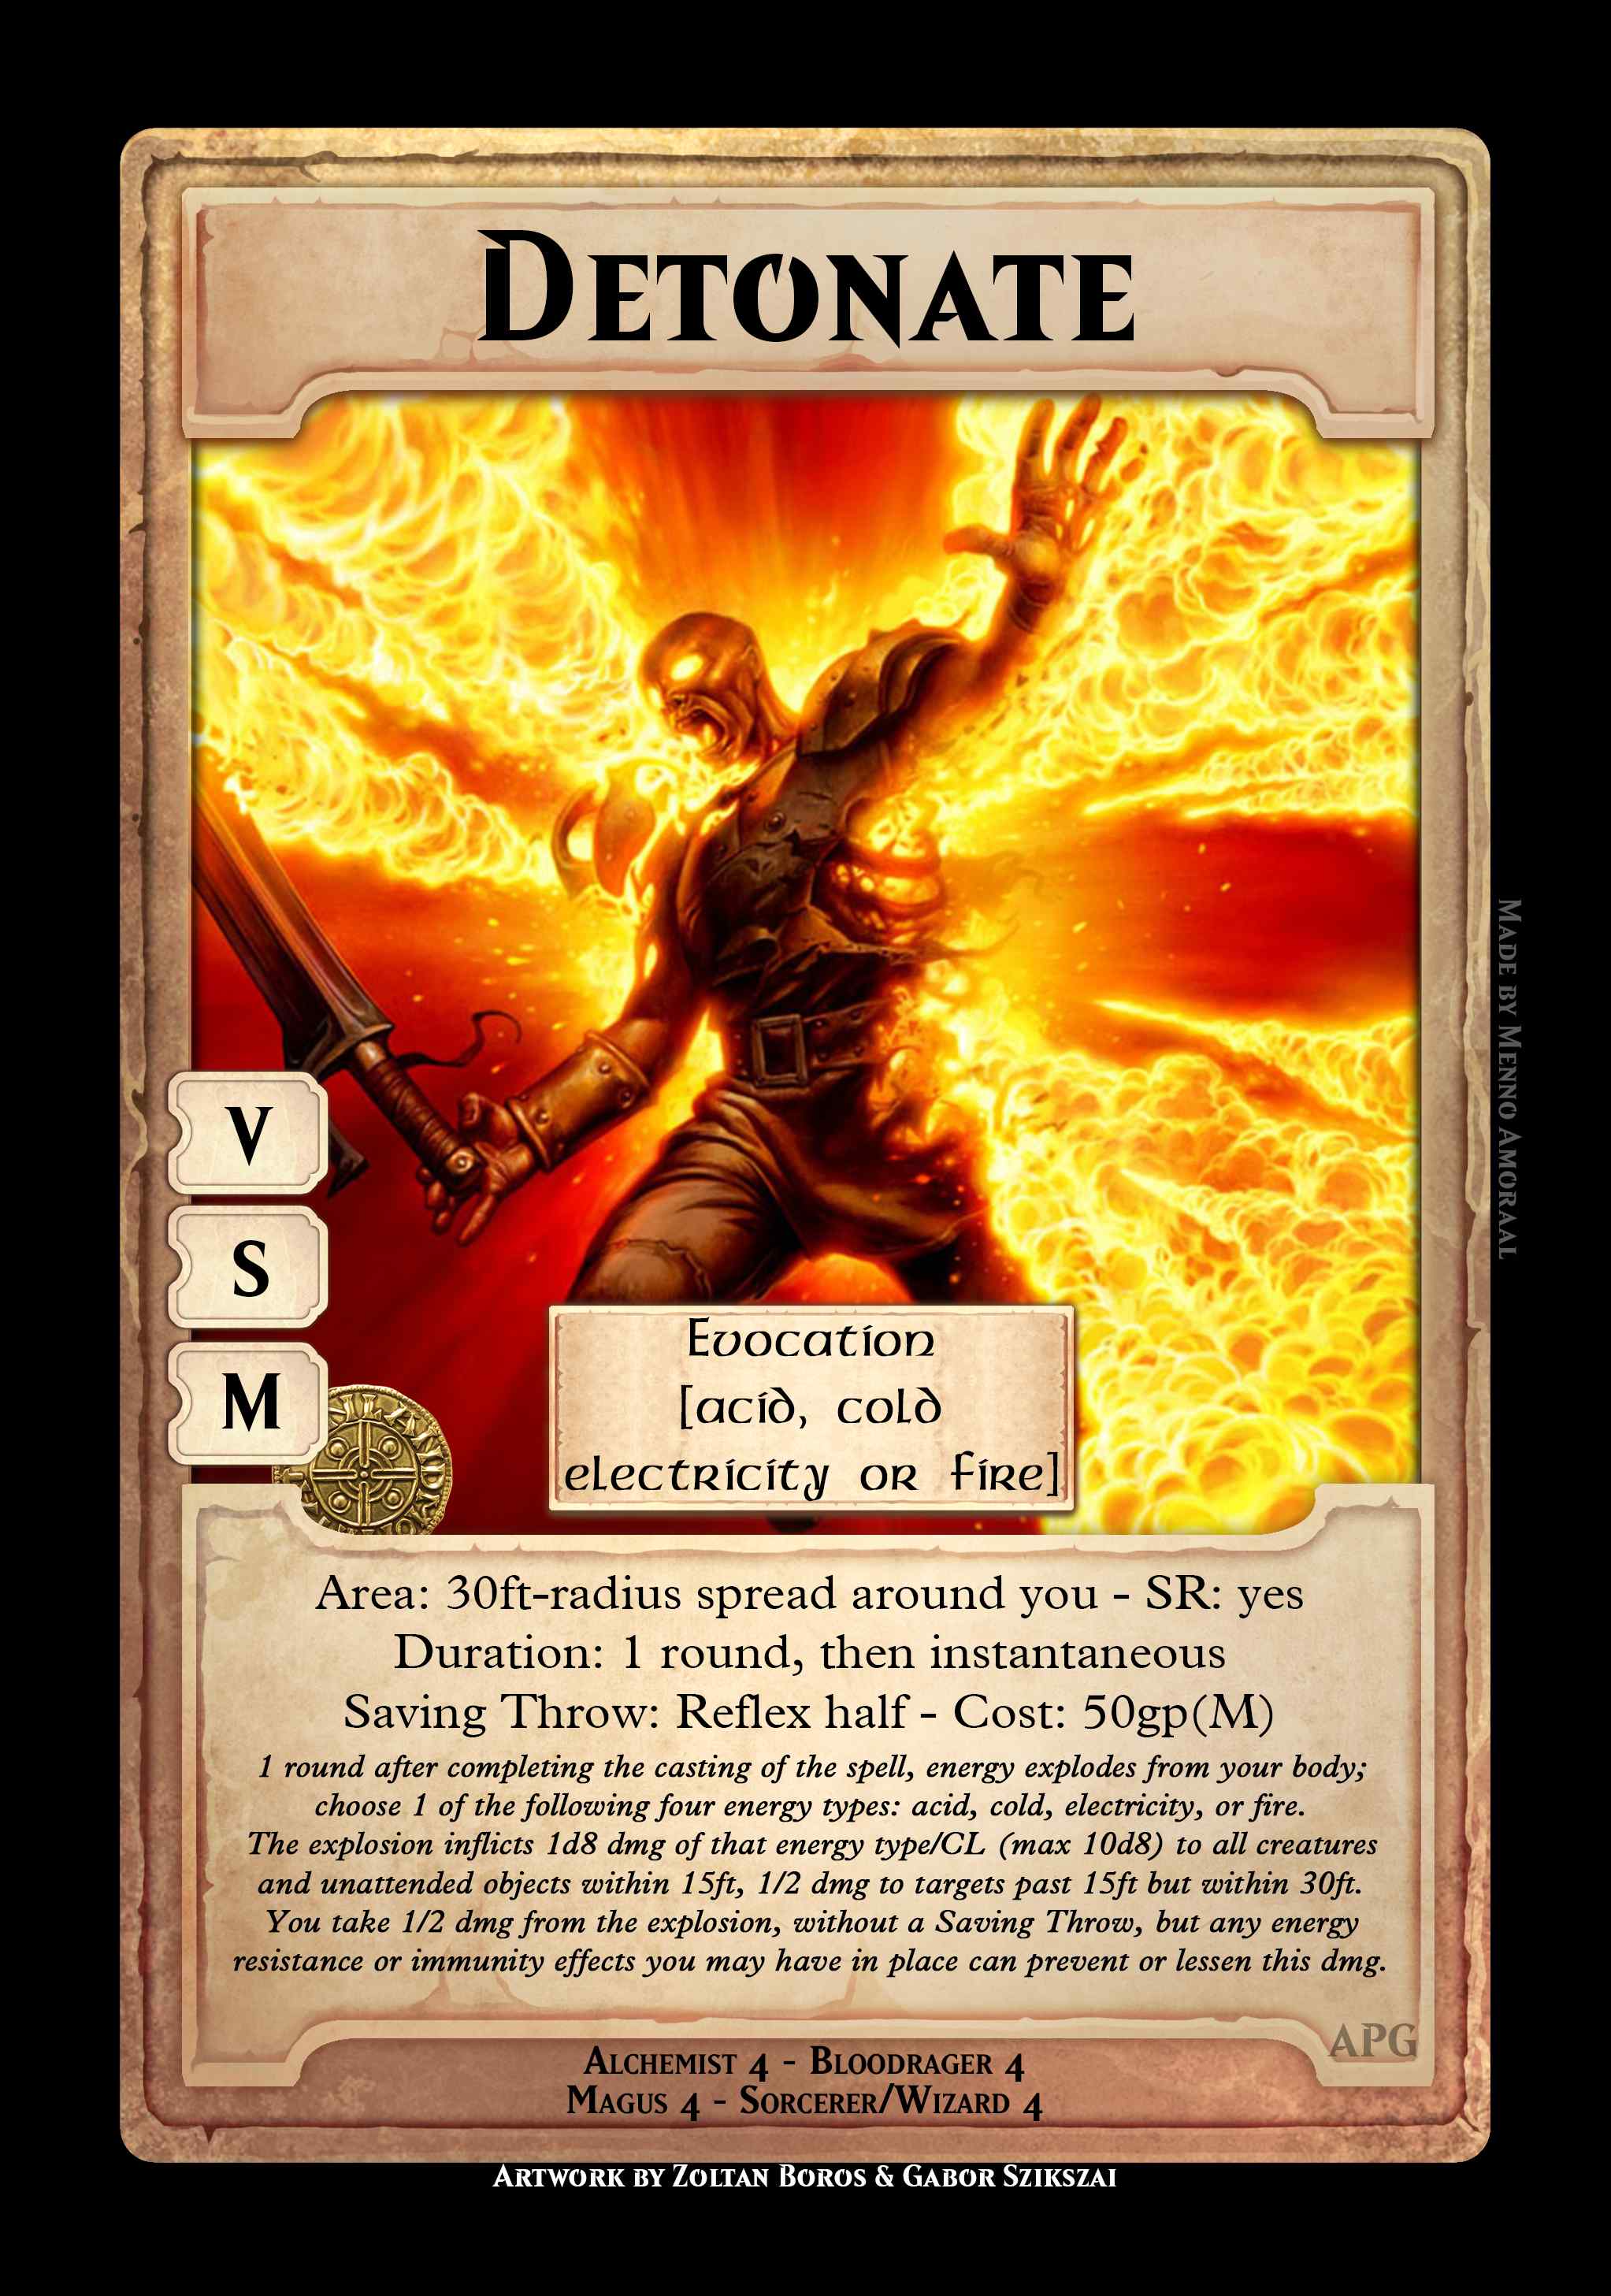 Detonate
V
S
M
Evocation
[acid, cold
electricity or fire]
Area: 30ft-radius spread around you - SR: yes
Duration: 1 round, then instantaneous
Saving Throw: Reflex half - Cost: 50gp(M)
1 round after completing the casting of the spell, energy explodes from your body;
choose 1 of the following four energy types: acid, cold, electricity, or fire.
The explosion inflicts 1d8 dmg of that energy type/CL (max 10d8) to all creatures
and unattended objects within 15ft, 1/2 dmg to targets past 15ft but within 30ft.
You take 1/2 dmg from the explosion, without a Saving Throw, but any energy
resistance or immunity effects you may have in place can prevent or lessen this dmg.
APG
Alchemist 4 - Bloodrager 4
Magus 4 - Sorcerer/Wizard 4
Artwork by Zoltan Boros & Gabor Szikszai
Made by Menno Amoraal